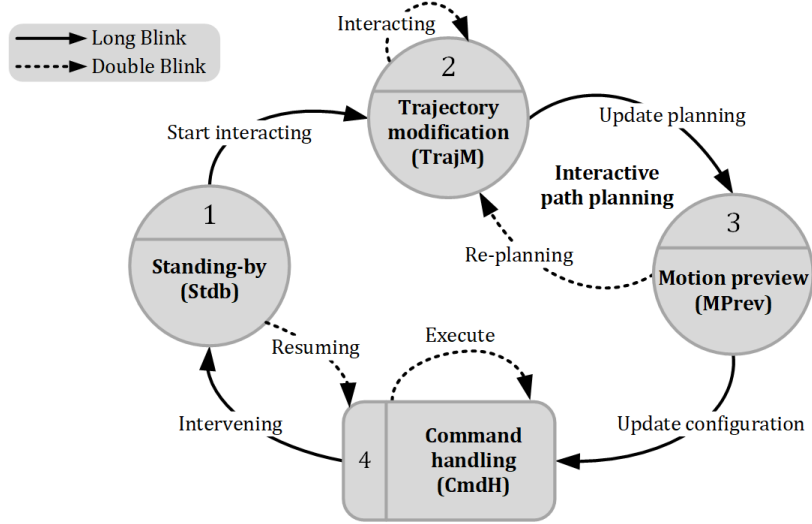 Long Blink
Double Blink
Interacting
2
Trajectory
modification
(TrajM)
Start interacting
Update planning
Interactive
path planning
1
Standing-by
(Stdb)
3
Motion preview
(MPrev)
Re-planning
Resuming
Execute
Intervening
4
Command
handling
(CmdH)
Update configuration